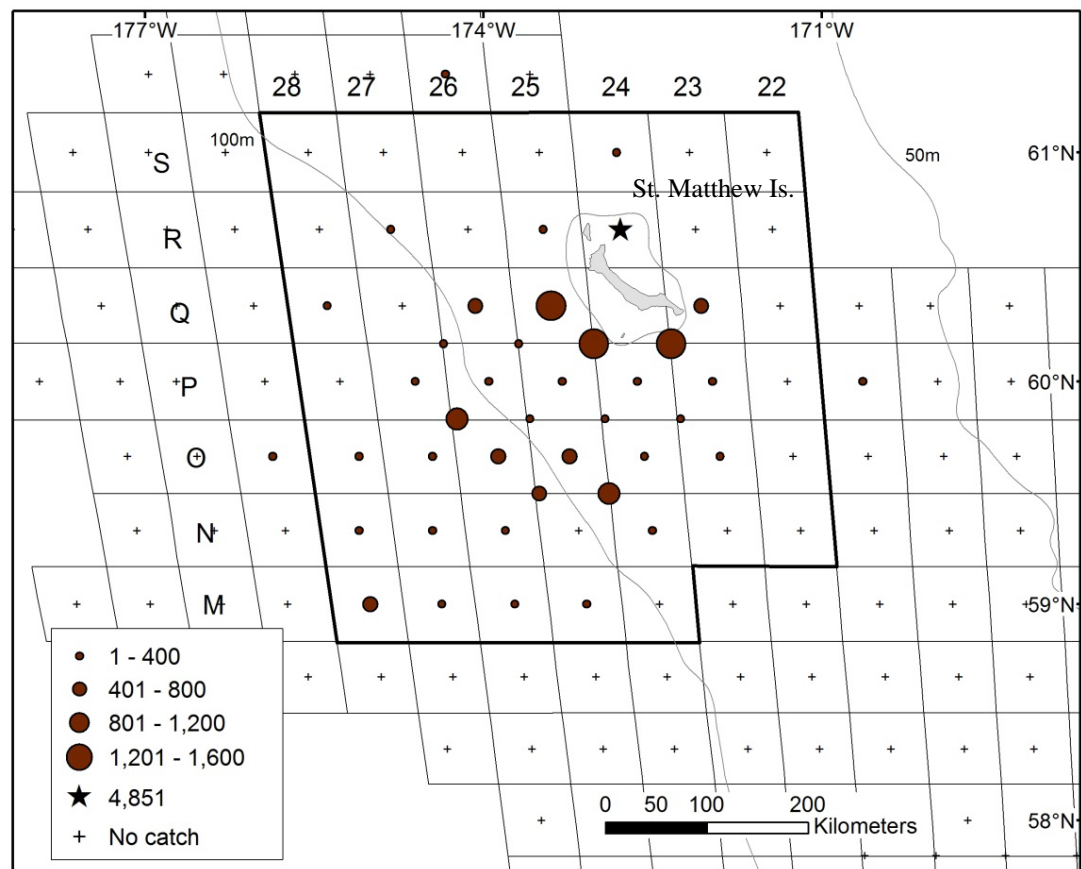 177°W 174°W 171°W
28 27 26 25 24 23 22
100m
50m
S
61°N
St. Matthew Is.
R
Q
P
60°N
O
N
M
59°N
1 - 400
401 - 800
801 - 1,200
1,201 - 1,600
4,851
No catch
0 50 100 200
Kilometers
58°N